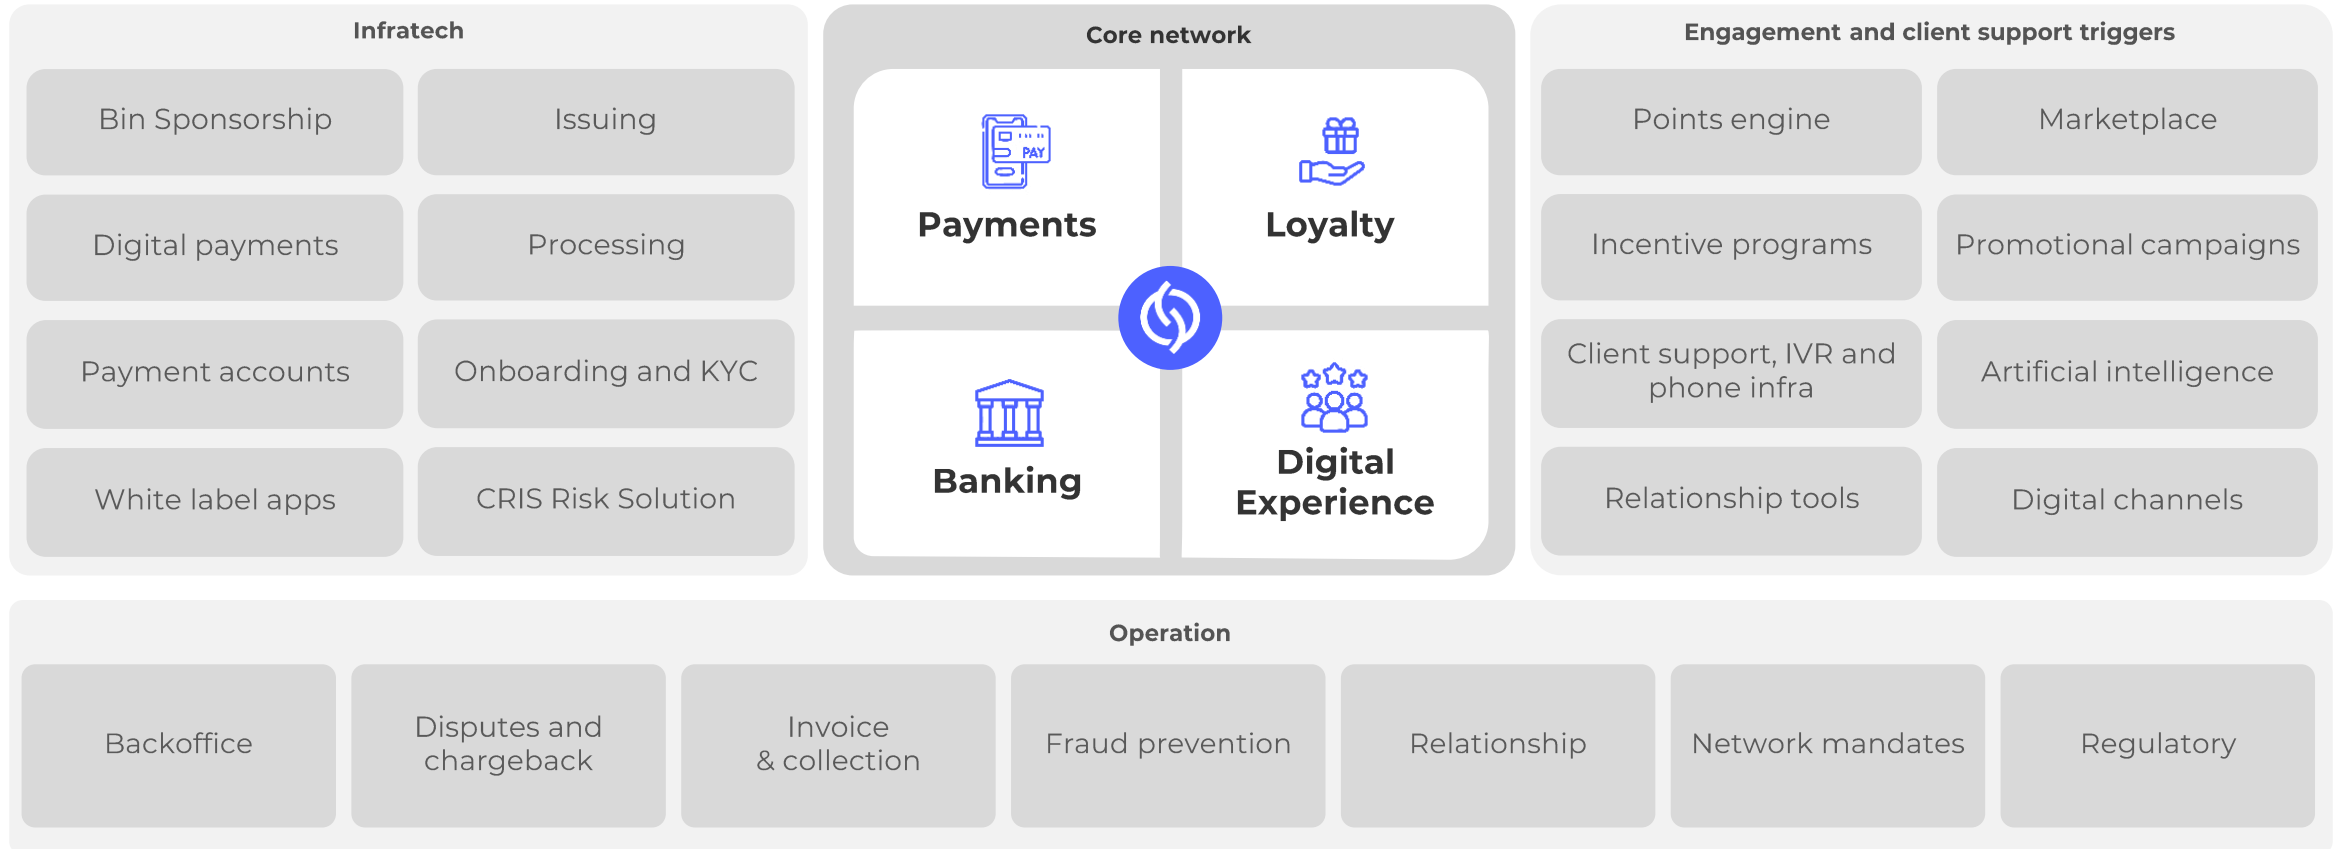 Infratech
Bin Sponsorship
Issuing
Digital payments
Processing
Payment accounts
Onboarding and KYC
White label apps
CRIS Risk Solution
Core network
PAY
Payments
Loyalty
Banking
Digital
Experience
Engagement and client support triggers
Points engine
Marketplace
Incentive programs
Promotional campaigns
Client support, IVR and
phone infra
Artificial intelligence
Relationship tools
Digital channels
Operation
Backoffice
Disputes and
chargeback
Invoice
& collection
Fraud prevention
Relationship
Network mandates
Regulatory